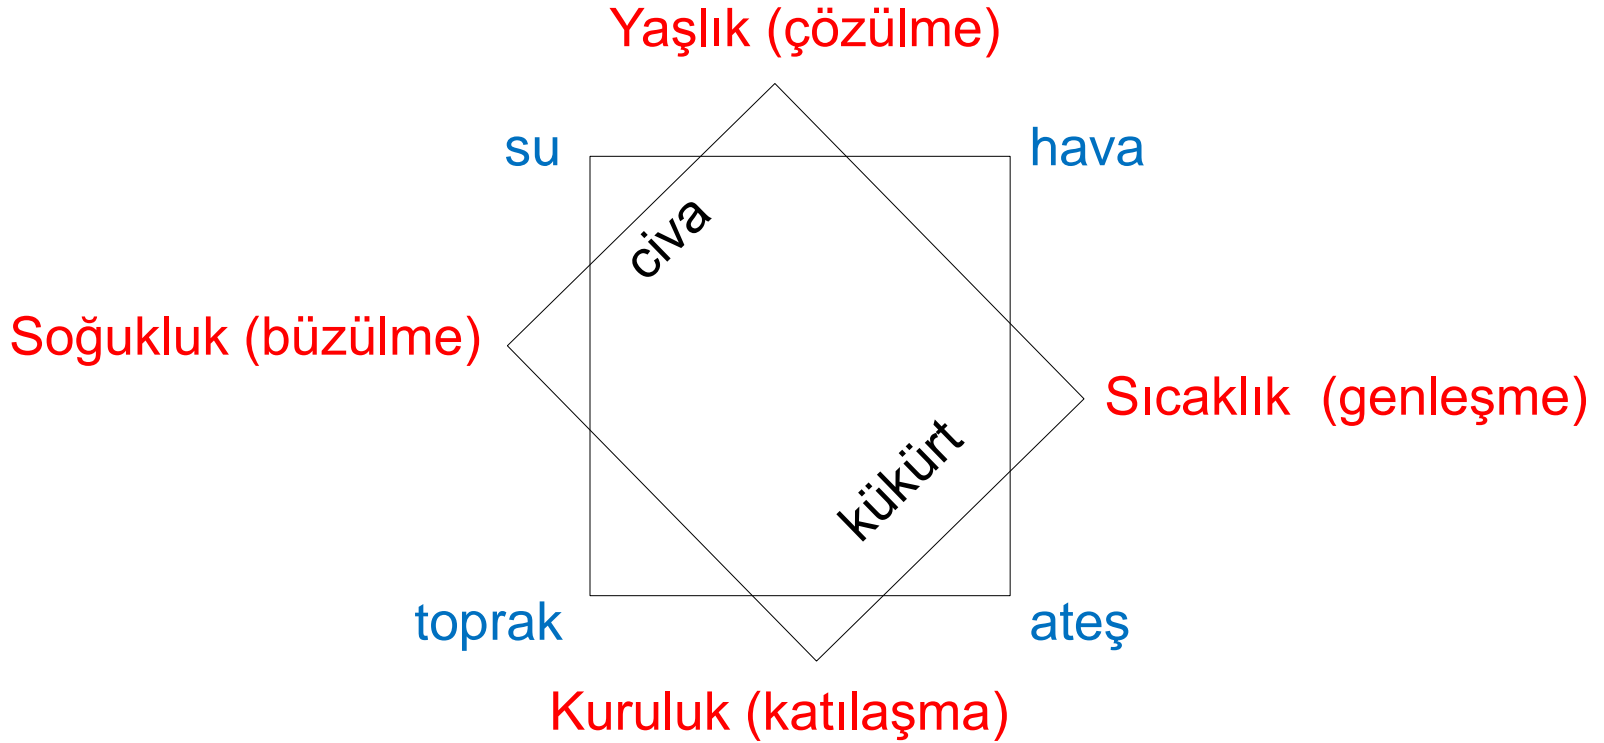 Yaşlık (çözülme)
su
hava
civa
Soğukluk (büzülme)
Sıcaklık  (genleşme)
kükürt
toprak
ateş
Kuruluk (katılaşma)